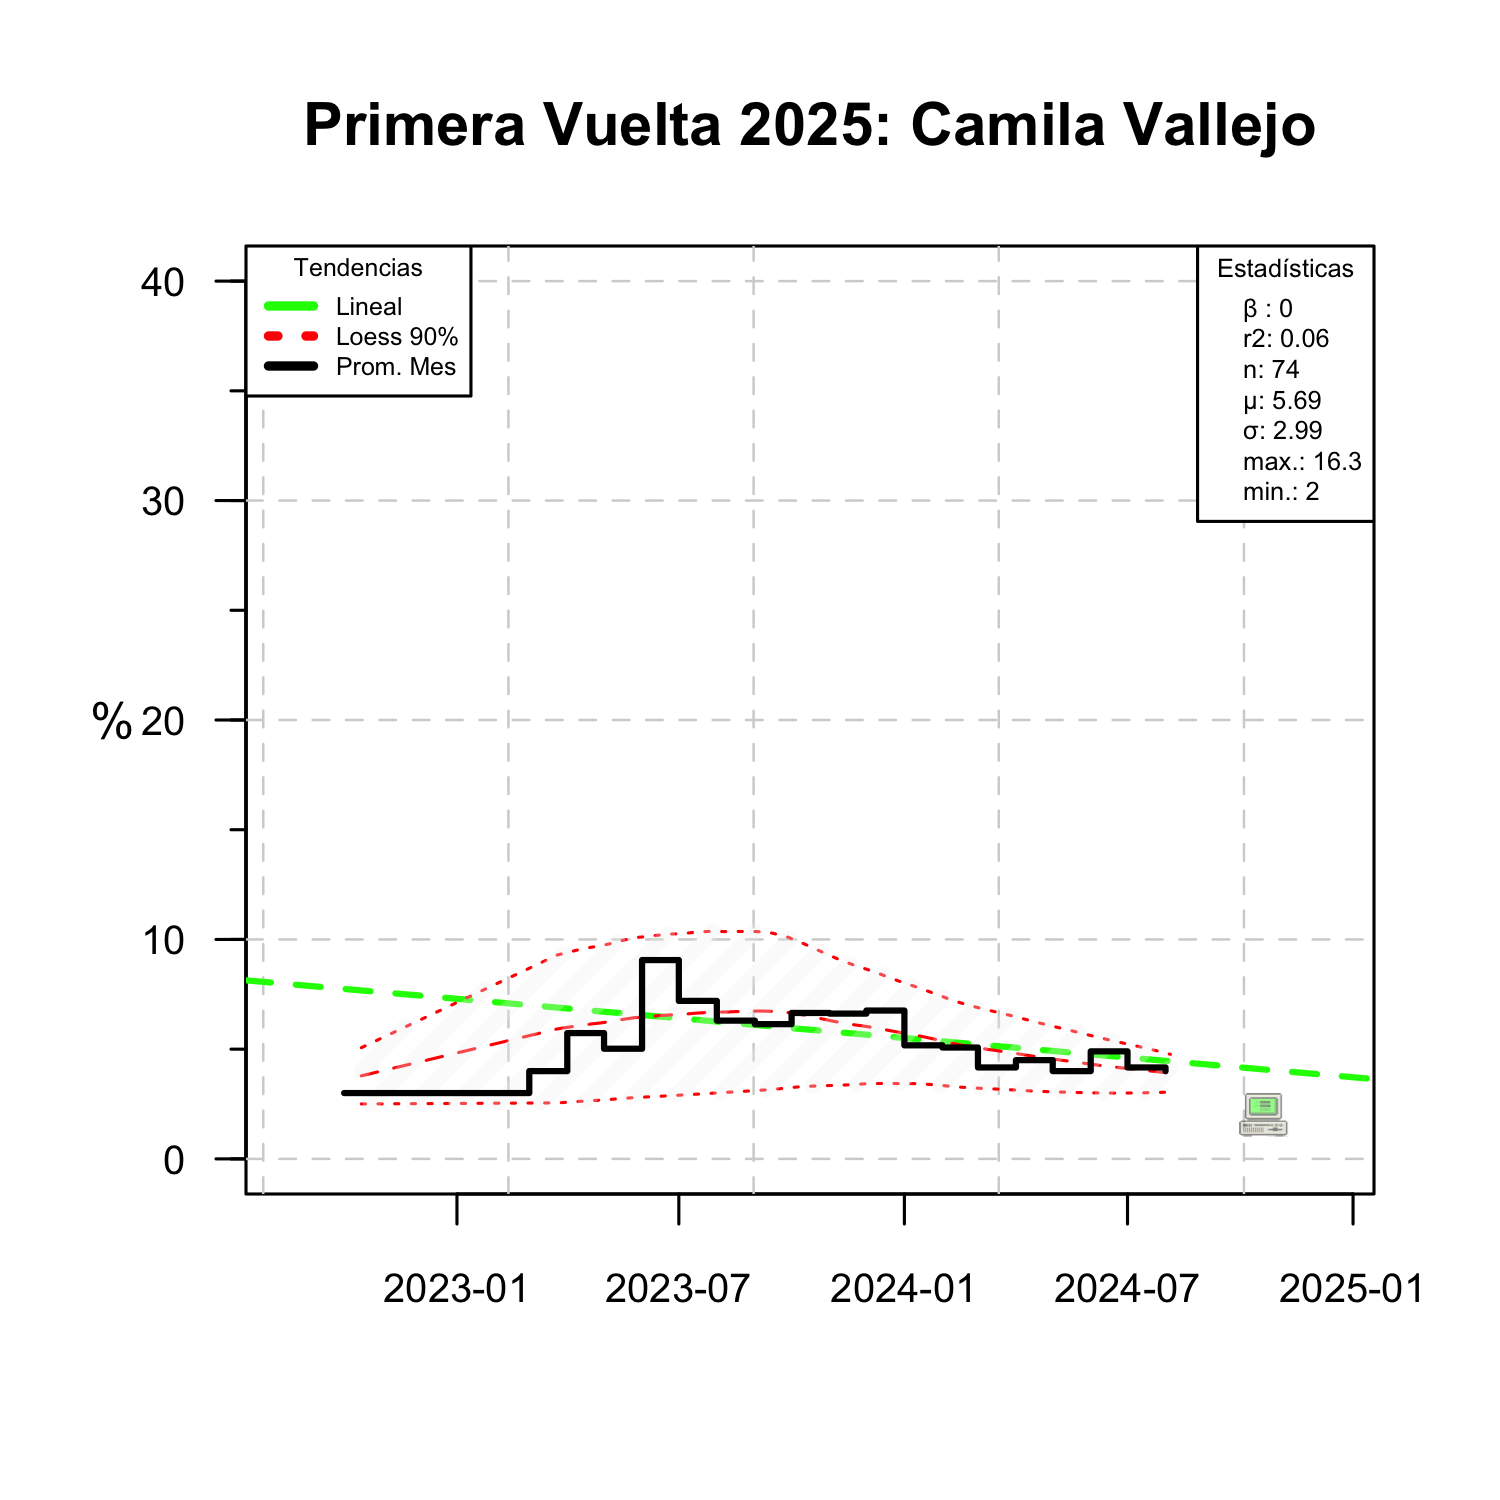 Primera Vuelta 2025: Camila Vallejo
Tendencias
Lineal
Loess 90%
Prom. Mes
Estadísticas
β : 0
r2: 0.06
n: 74
μ: 5.69
σ: 2.99
max.: 16.3
min.: 2
40
30
% 20
10
0
2023-01 2023-07 2024-01 2024-07 2025-01